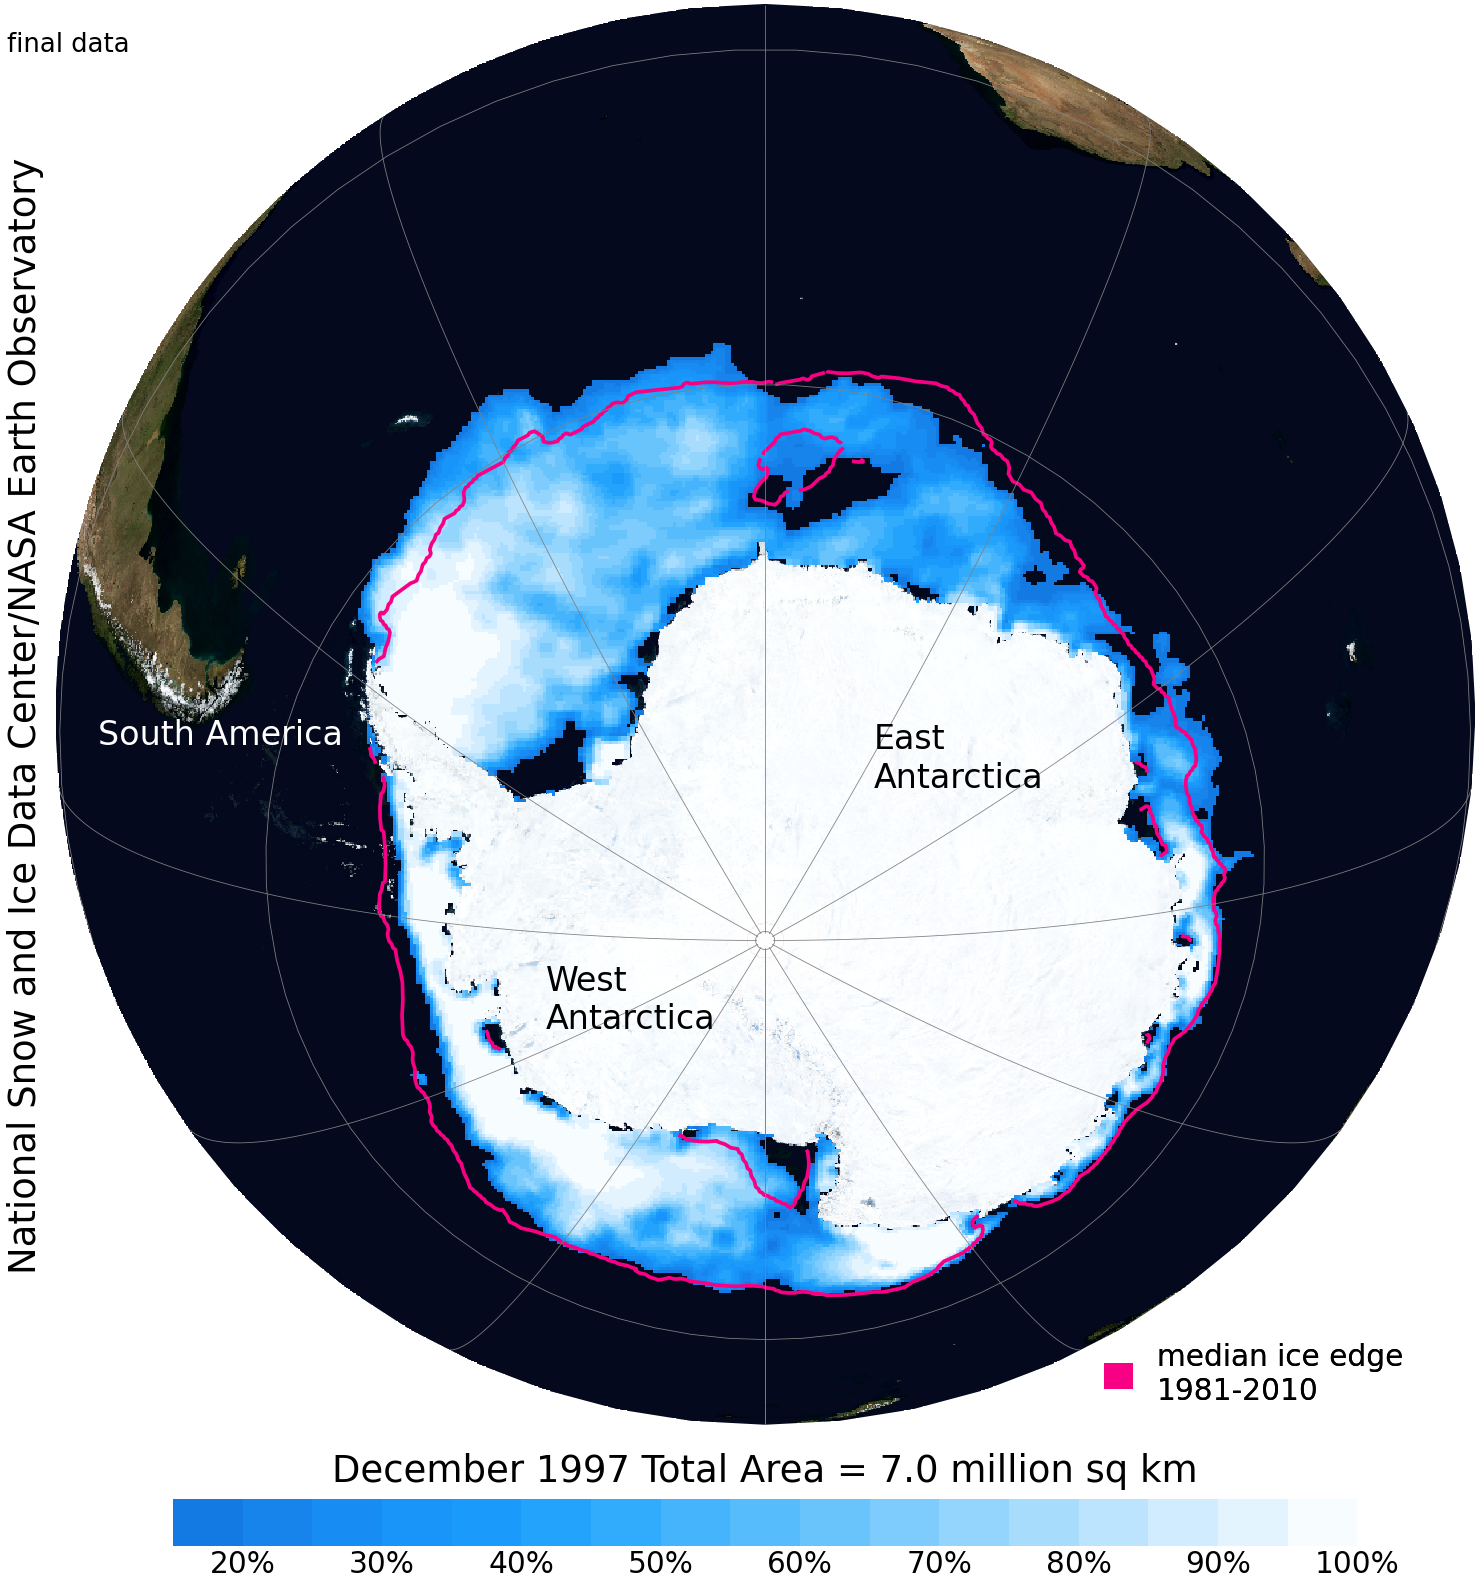 final data
National Snow and Ice Data Center/NASA Earth Observatory
South America
East
Antarctica
West
Antarctica
median ice edge
1981-2010
December 1997 Total Area = 7.0 million sq km
20% 30% 40% 50% 60% 70% 80% 90% 100%